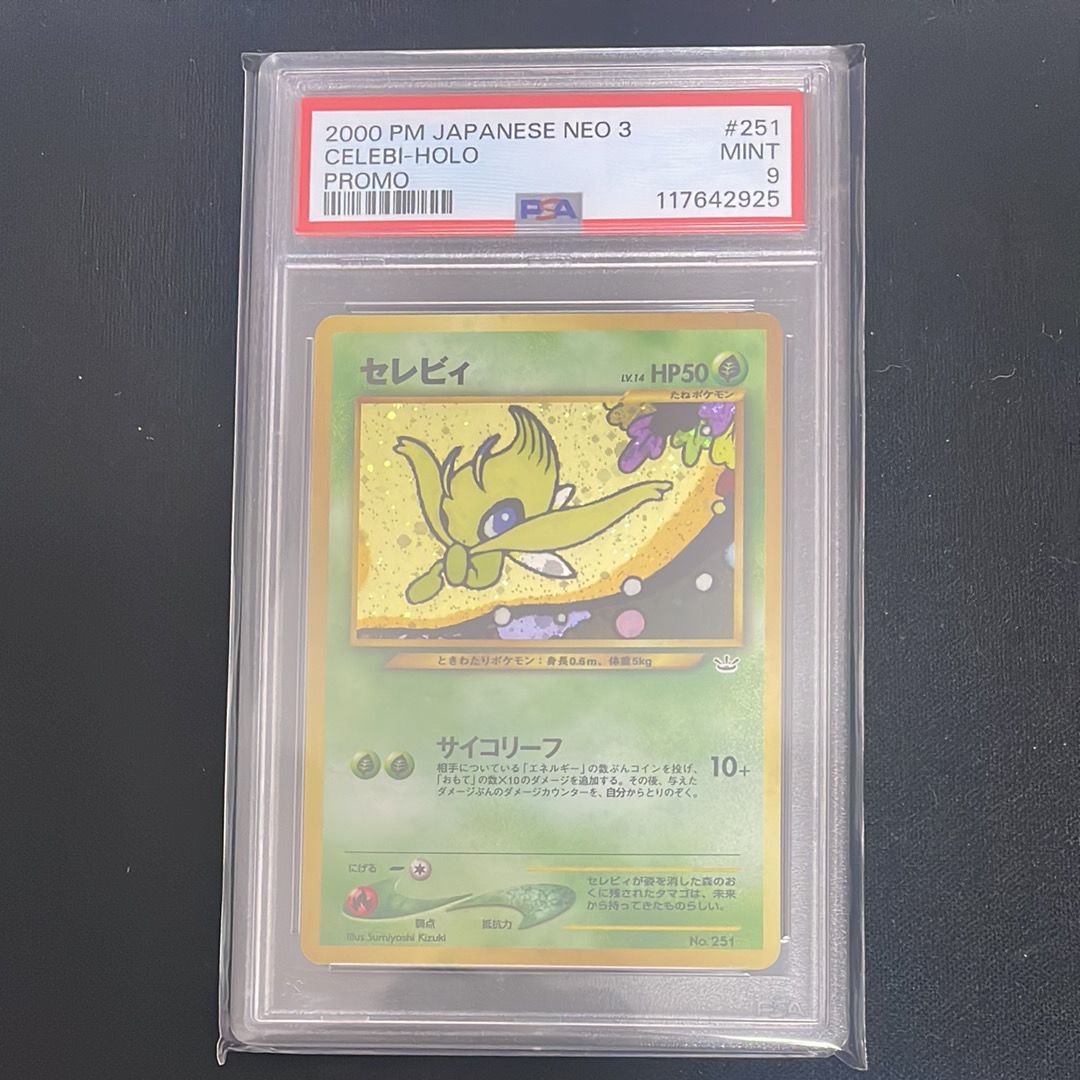 2000 PM JAPANESE NEO 3 #251
CELEBI-HOLO MINT
PROMO 9
PSA 117642925
セレビィ LV.14 HP50
たねポケモン
ときわたりポケモン：身長0.6m、体重5kg
サイコリーフ 10+
相手についている「エネルギー」の数ぶんコインを投げ、
「おもて」の数×10のダメージを追加する。その後、与えた
ダメージぶんのダメージカウンターを、自分からとりのぞく。
にげる
セレビィが姿を消した森のお
くに残されたタマゴは、未来
から持ってきたものらしい。
弱点 抵抗力
Illus. Sumiyoshi Kizuki No. 251
PSA